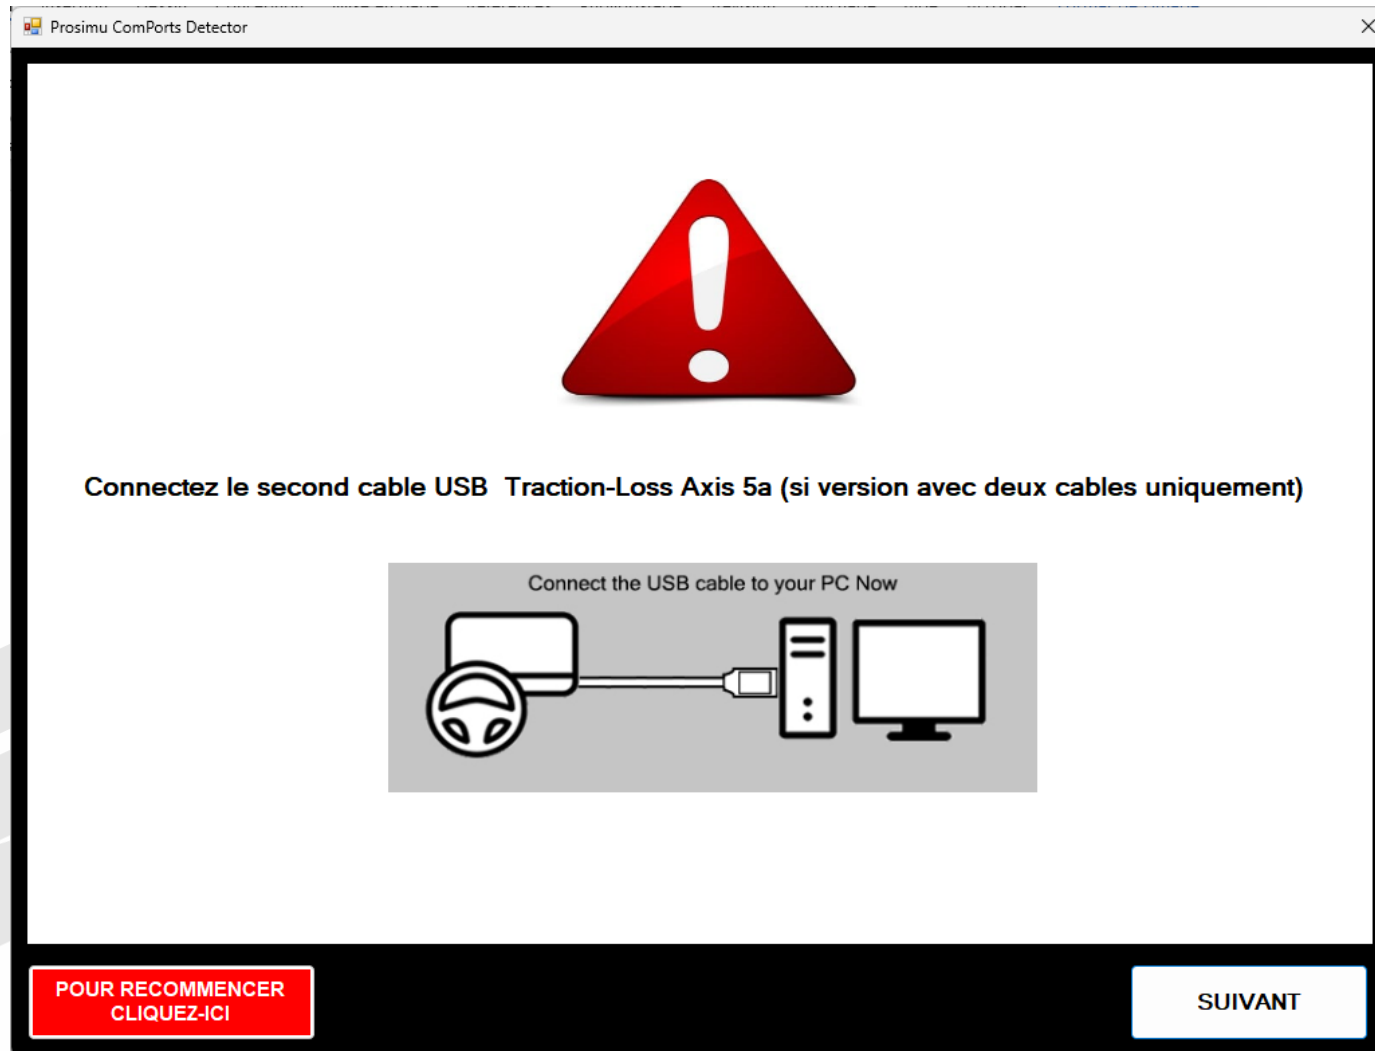 Prosimu ComPorts Detector
Connectez le second cable USB  Traction-Loss Axis 5a (si version avec deux cables uniquement)
Connect the USB cable to your PC Now
POUR RECOMMENCER
CLIQUEZ-ICI
SUIVANT